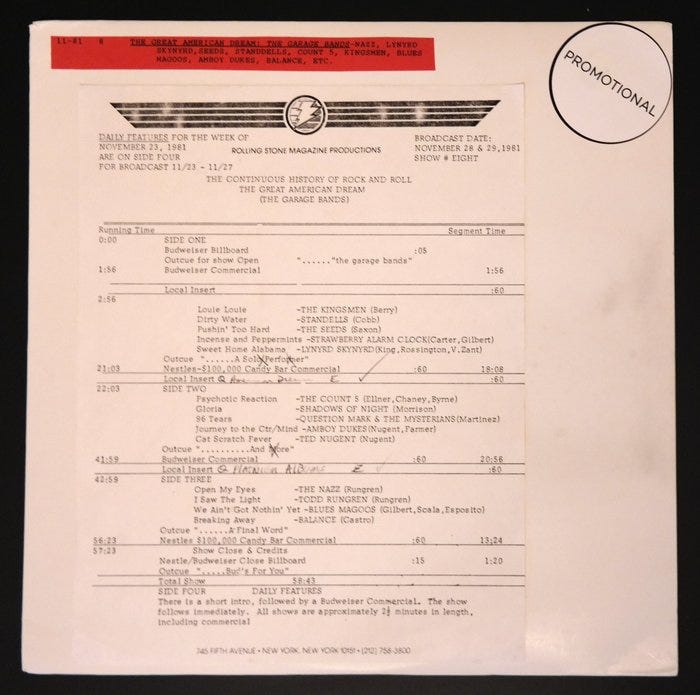 11-81 8 THE GREAT AMERICAN DREAM: THE GARAGE BANDS-NAZZ, LYNYRD
SKYNYRD,SEEDS, STANDDELLS, COUNT 5, KINGSMEN, BLUES
MAGOOS, AMBOY DUKES, BALANCE, ETC.
PROMOTIONAL
DAILY FEATURES FOR THE WEEK OF
NOVEMBER 23, 1981
ARE ON SIDE FOUR
FOR BROADCAST 11/23 - 11/27
ROLLING STONE MAGAZINE PRODUCTIONS
BROADCAST DATE:
NOVEMBER 28 & 29,1981
SHOW # EIGHT
THE CONTINUOUS HISTORY OF ROCK AND ROLL
THE GREAT AMERICAN DREAM
(THE GARAGE BANDS)
Running Time Segment Time
0:00 SIDE ONE
Budweiser Billboard :05
Outcue for show Open "......"the garage bands"
1:56 Budweiser Commercial 1:56
Local Insert :60
2:56
Louie Louie -THE KINGSMEN (Berry)
Dirty Water -STANDELLS (Cobb)
Pushin' Too Hard -THE SEEDS (Saxon)
Incense and Peppermints -STRAWBERRY ALARM CLOCK(Carter,Gilbert)
Sweet Home Alabama -LYNYRD SKYNYRD(King,Rossington,V.Zant)
Outcue "......A Solo Performer"
21:03 Nestles-$100,000 Candy Bar Commercial :60 18:08
Local Insert Q E :60
22:03 SIDE TWO
Psychotic Reaction -THE COUNT 5 (Ellner,Chaney,Byrne)
Gloria -SHADOWS OF NIGHT (Morrison)
96 Tears -QUESTION MARK & THE MYSTERIANS(Martinez)
Journey to the Ctr/Mind -AMBOY DUKES(Nugent,Farmer)
Cat Scratch Fever -TED NUGENT (Nugent)
Outcue "..........And More"
41:59 Budweiser Commercial :60 20:56
Local Insert Q PLATINUM ALBUMS E :60
42:59 SIDE THREE
Open My Eyes -THE NAZZ (Rungren)
I Saw The Light -TODD RUNGREN (Rungren)
We Ain't Got Nothin' Yet -BLUES MAGOOS (Gilbert,Scala,Esposito)
Breaking Away -BALANCE (Castro)
Outcue "......A Final Word"
56:23 Nestles $100,000 Candy Bar Commercial :60 13;24
57:23 Show Close & Credits
Nestle/Budweiser Close Billboard :15 1:20
Outcue ".....Bud's For You"
Total Show 58:43
SIDE FOUR DAILY FEATURES
There is a short intro, followed by a Budweiser Commercial. The show
follows immediately. All shows are approximately 2½ minutes in length,
including commercial
745 FIFTH AVENUE • NEW YORK, NEW YORK 10151 • (212) 758-3800